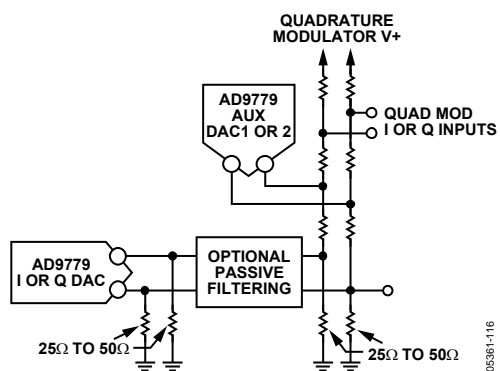 QUADRATURE
MODULATOR V+
AD9779
AUX
DAC1 OR 2
QUAD MOD
I OR Q INPUTS
AD9779
I OR Q DAC
OPTIONAL
PASSIVE
FILTERING
25Ω TO 50Ω
25Ω TO 50Ω
05361-116